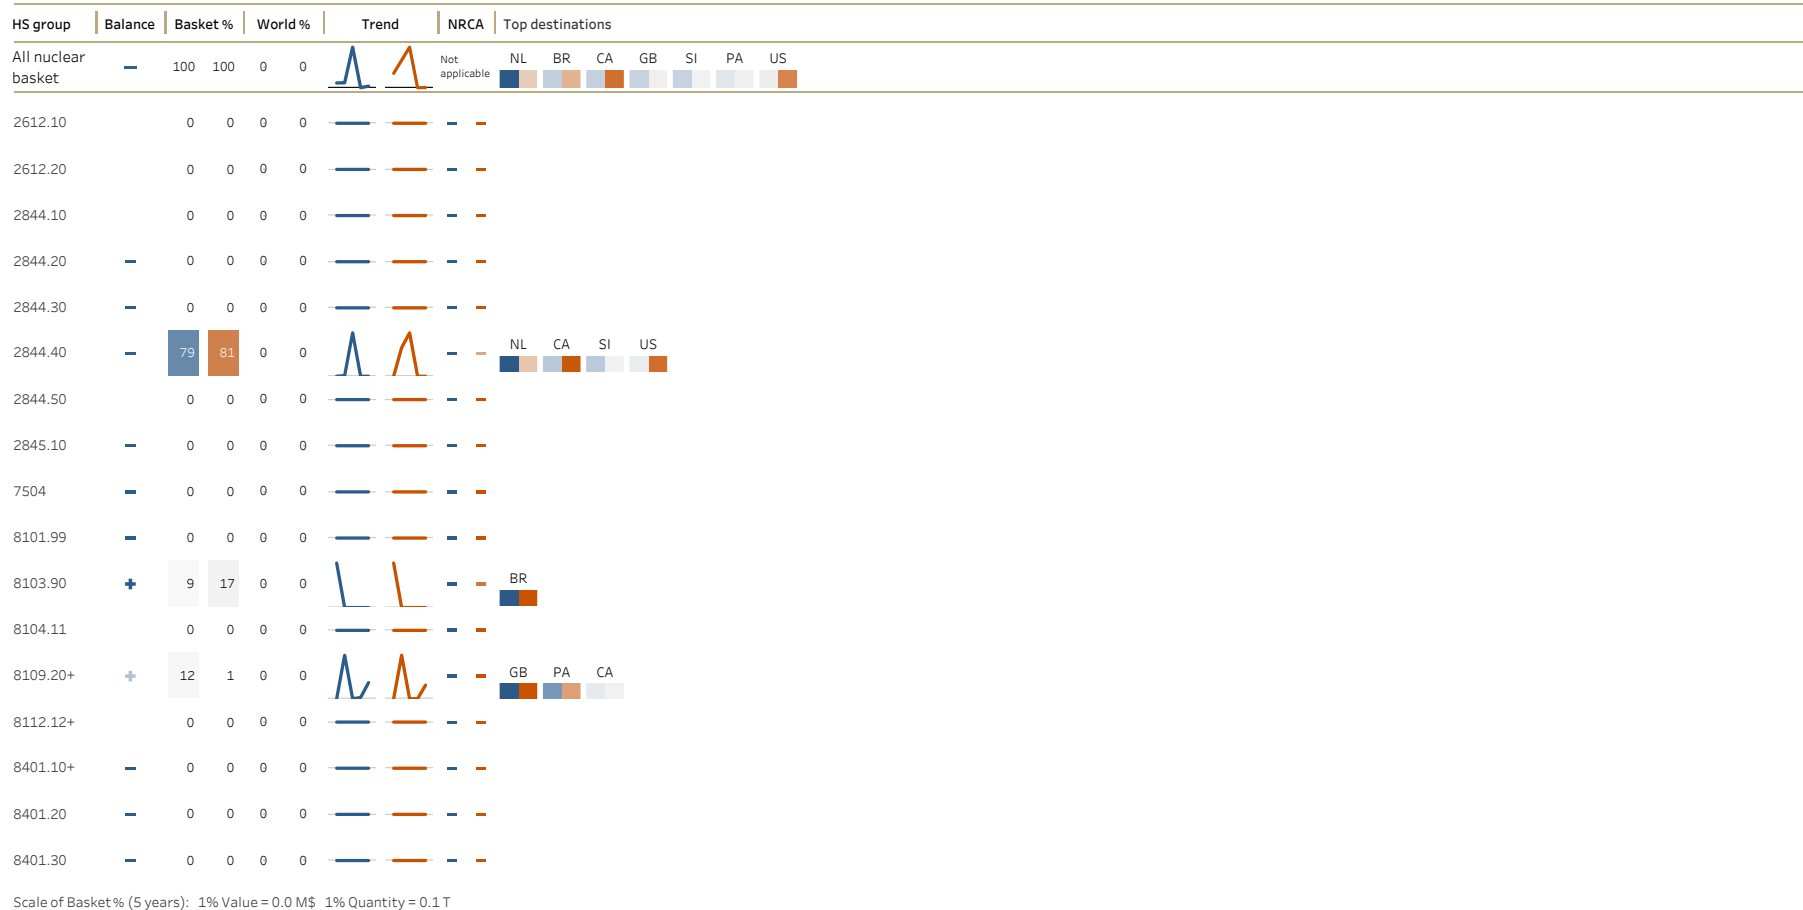 HS group Balance Basket % World % Trend NRCA Top destinations
All nuclear basket 100 100 0 0 Not applicable NL BR CA GB SI PA US
2612.10 0 0 0 0
2612.20 0 0 0 0
2844.10 0 0 0 0
2844.20 0 0 0 0
2844.30 0 0 0 0
2844.40 79 81 0 0 NL CA SI US
2844.50 0 0 0 0
2845.10 0 0 0 0
7504 0 0 0 0
8101.99 0 0 0 0
8103.90 9 17 0 0 BR
8104.11 0 0 0 0
8109.20+ 12 1 0 0 GB PA CA
8112.12+ 0 0 0 0
8401.10+ 0 0 0 0
8401.20 0 0 0 0
8401.30 0 0 0 0
Scale of Basket% (5 years): 1% Value = 0.0 M$ 1% Quantity = 0.1 T